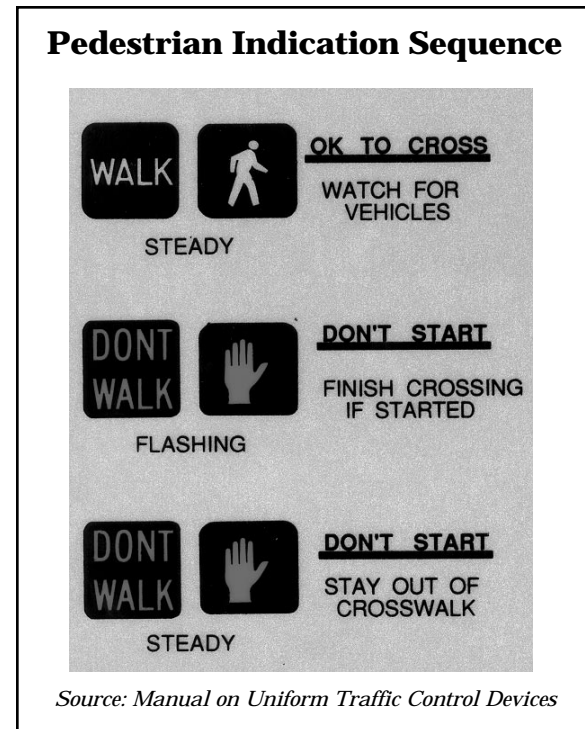 Pedestrian Indication Sequence
WALK
OK TO CROSS
WATCH FOR
VEHICLES
STEADY
DONT
WALK
DON'T START
FINISH CROSSING
IF STARTED
FLASHING
DONT
WALK
DON'T START
STAY OUT OF
CROSSWALK
STEADY
Source: Manual on Uniform Traffic Control Devices